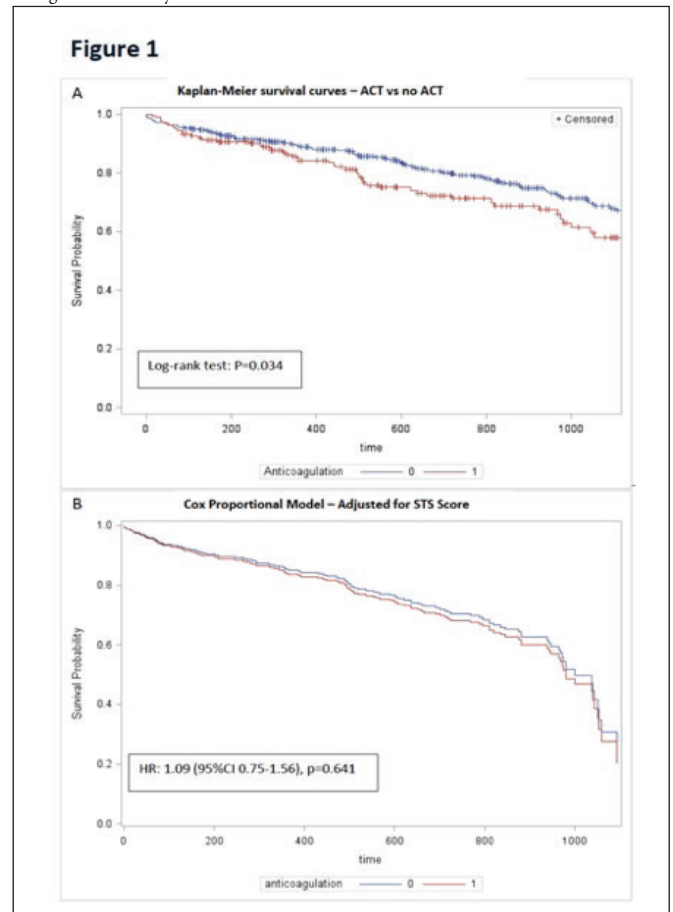 Figure 1
A
Kaplan-Meier survival curves – ACT vs no ACT
1.0
+ Censored
0.8
0.6
Survival Probability
0.4
0.2
Log-rank test: P=0.034
0.0
0 200 400 600 800 1000
time
Anticoagulation 0 1
B
Cox Proportional Model – Adjusted for STS Score
1.0
0.8
0.6
Survival Probability
0.4
0.2
HR: 1.09 (95%CI 0.75-1.56), p=0.641
0.0
0 200 400 600 800 1000
time
anticoagulation 0 1